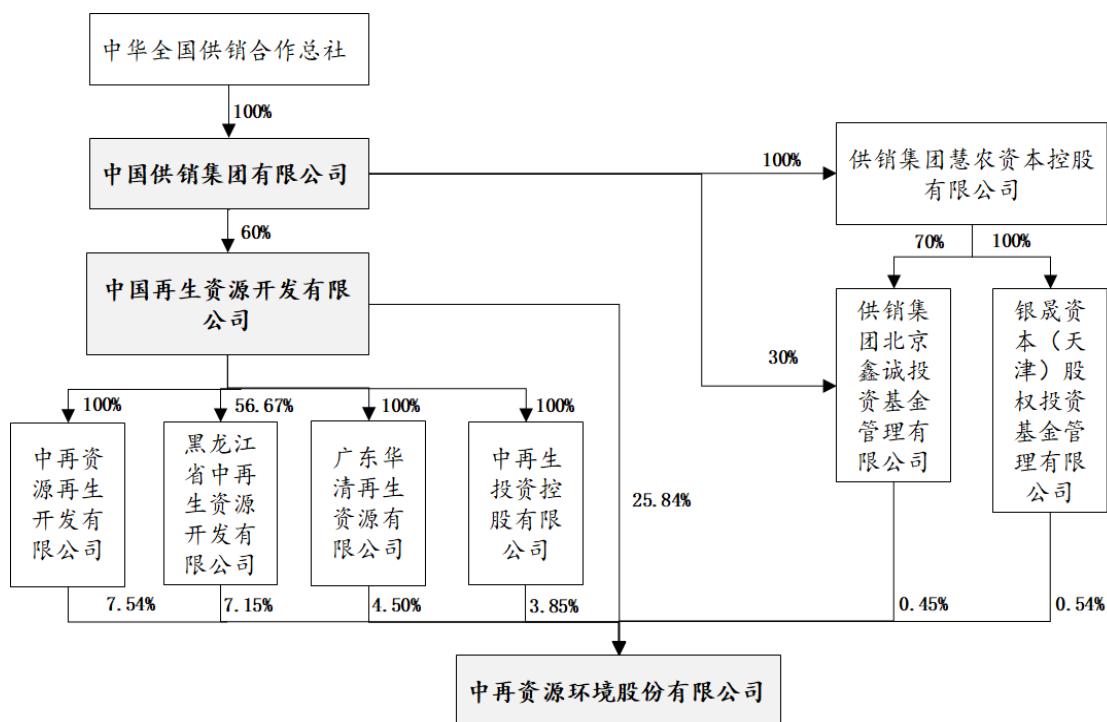 中华全国供销合作总社
100%
中国供销集团有限公司
100%
供销集团慧农资本控股
有限公司
60%
70%
100%
中国再生资源开发有限
公司
30%
供销集
团北京
鑫诚投
资基金
管理有
限公司
银晟资
本（天
津）股
权投资
基金管
理有限
公司
100%
56.67%
100%
100%
中再资
源再生
开发有
限公司
黑龙江
省中再
生资源
开发有
限公司
广东华
清再生
资源有
限公司
中再生
投资控
股有限
公司
25.84%
7.54%
7.15%
4.50%
3.85%
0.45%
0.54%
中再资源环境股份有限公司